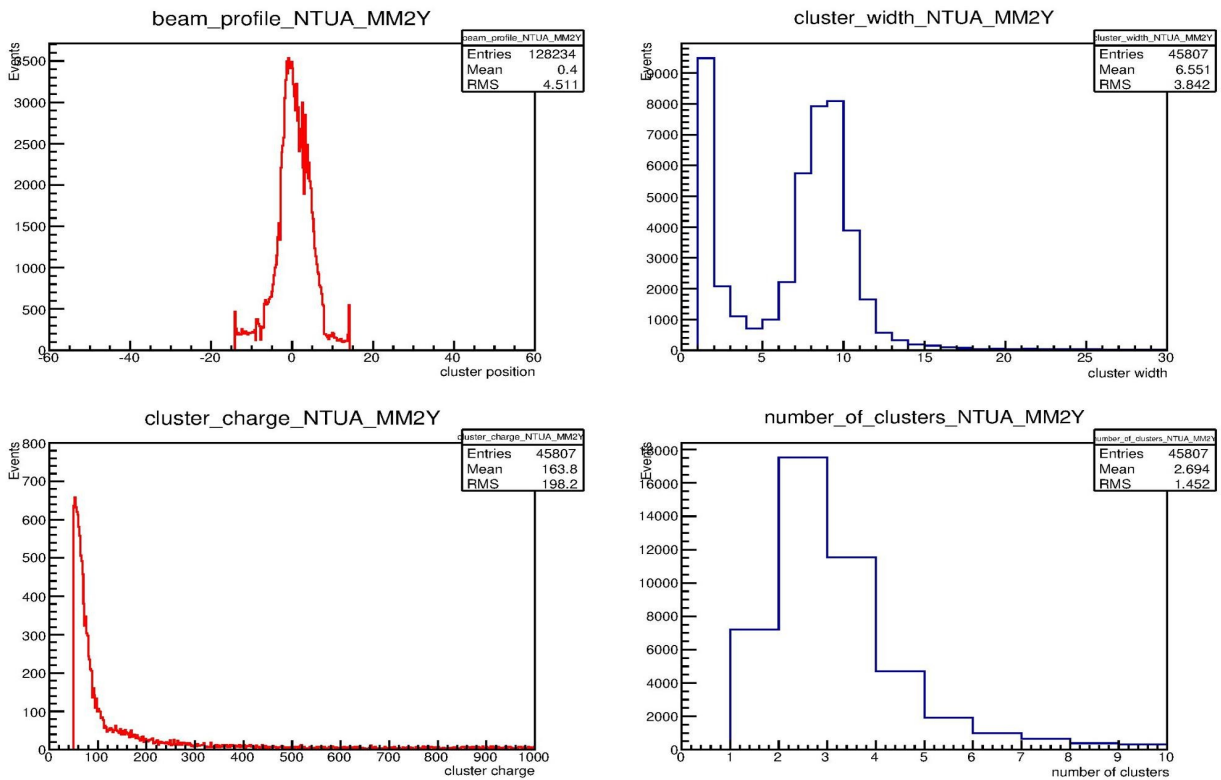 beam_profile_NTUA_MM2Y
beam_profile_NTUA_MM2Y
Entries 128234
Mean 0.4
RMS 4.511
Events
3500
3000
2500
2000
1500
1000
500
0
-60 -40 -20 0 20 40 60
cluster position
cluster_width_NTUA_MM2Y
cluster_width_NTUA_MM2Y
Entries 45807
Mean 6.551
RMS 3.842
Events
9000
8000
7000
6000
5000
4000
3000
2000
1000
0
0 5 10 15 20 25 30
cluster width
cluster_charge_NTUA_MM2Y
cluster_charge_NTUA_MM2Y
Entries 45807
Mean 163.8
RMS 198.2
Events
800
700
600
500
400
300
200
100
0
0 100 200 300 400 500 600 700 800 900 1000
cluster charge
number_of_clusters_NTUA_MM2Y
number_of_clusters_NTUA_MM2Y
Entries 45807
Mean 2.694
RMS 1.452
Events
18000
16000
14000
12000
10000
8000
6000
4000
2000
0
0 1 2 3 4 5 6 7 8 9 10
number of clusters